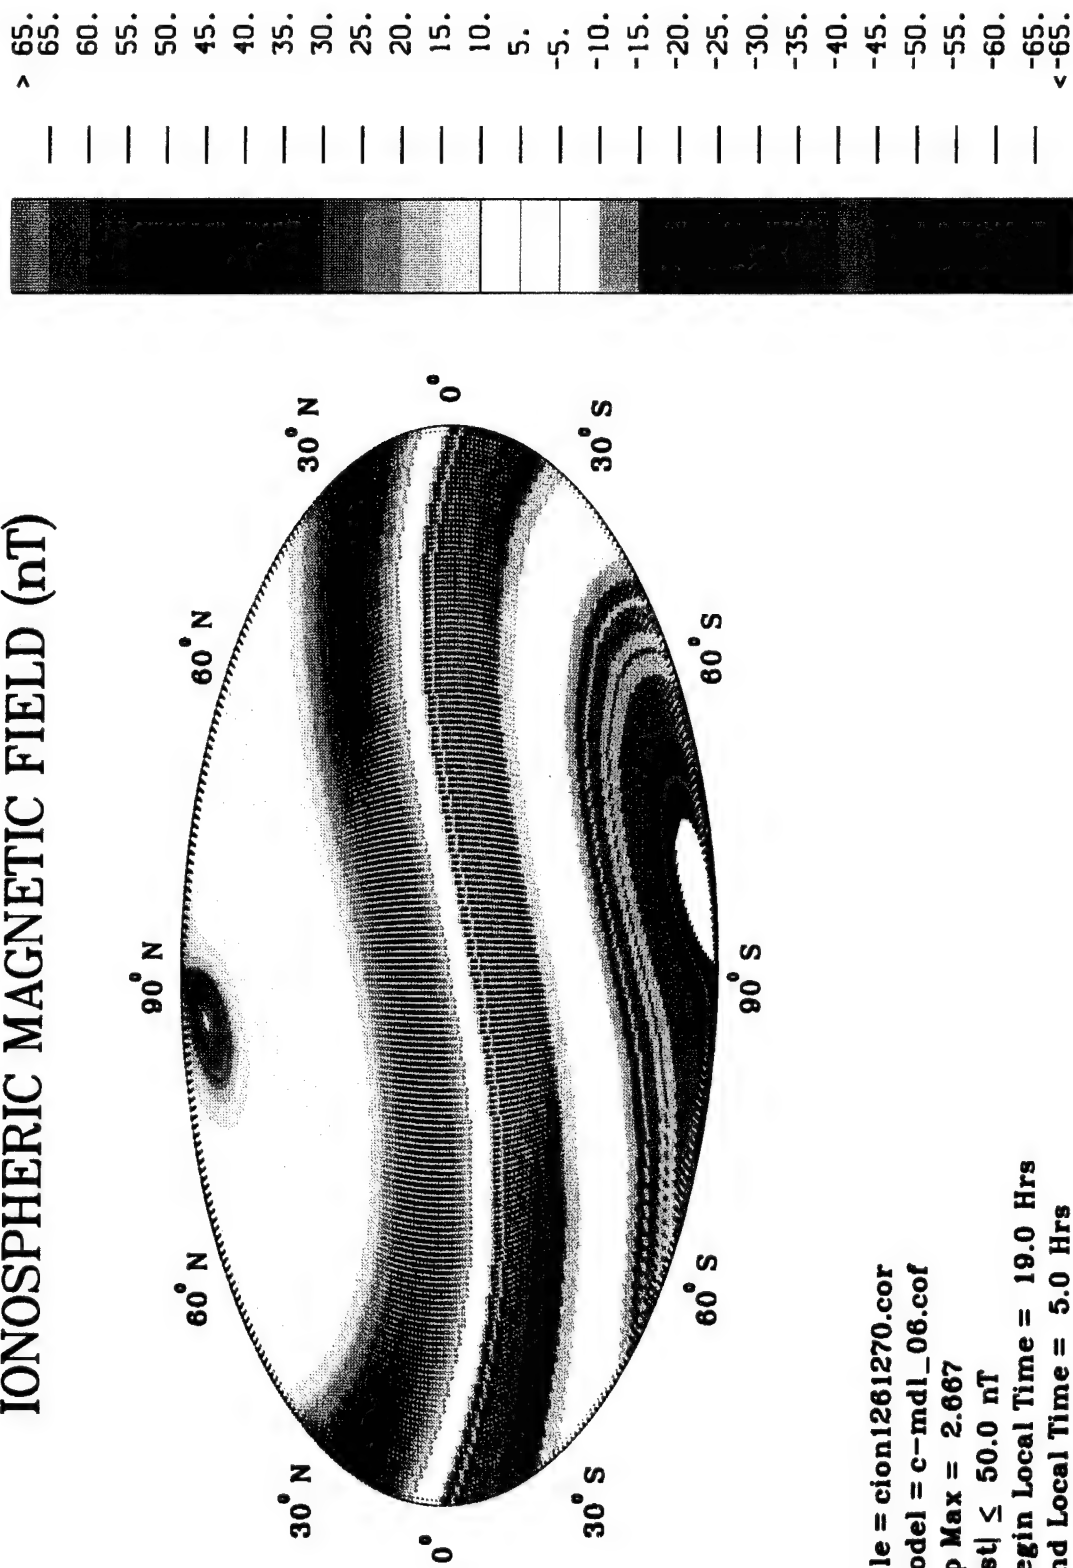 IONOSPHERIC MAGNETIC FIELD (nT)
90° N
60° N
60° N
30° N
30° N
0°
0°
30° S
30° S
60° S
60° S
90° S
> 65.
65.
60.
55.
50.
45.
40.
35.
30.
25.
20.
15.
10.
5.
-5.
-10.
-15.
-20.
-25.
-30.
-35.
-40.
-45.
-50.
-55.
-60.
-65.
<-65.
le = cion1261270.cor
odel = c-mdl_06.cof
p Max = 2.667
st| ≤ 50.0 nT
egin Local Time = 19.0 Hrs
nd Local Time = 5.0 Hrs